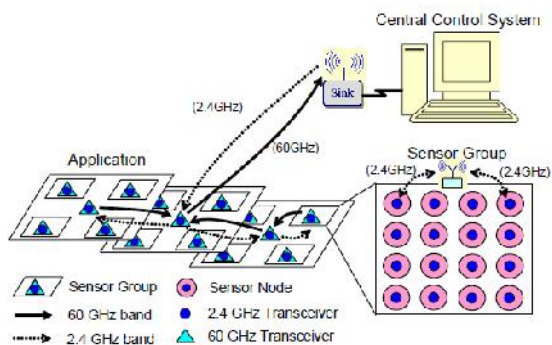 Central Control System
Sink
(2.4GHz)
(60GHz)
Application
Sensor Group
(2.4GHz)
(2.4GHz)
Sensor Group
Sensor Node
60 GHz band
2.4 GHz Transceiver
2.4 GHz band
60 GHz Transceiver